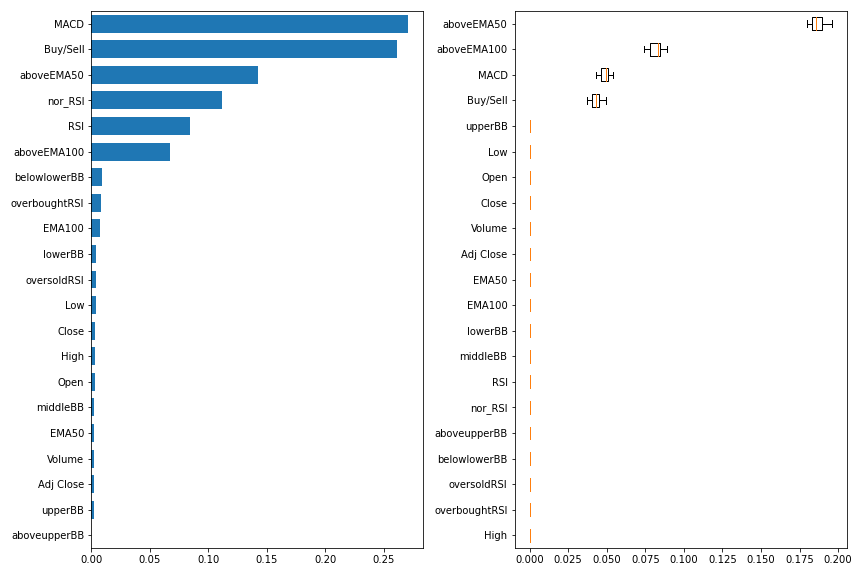 MACD
Buy/Sell
aboveEMA50
nor_RSI
RSI
aboveEMA100
belowlowerBB
overboughtRSI
EMA100
lowerBB
oversoldRSI
Low
Close
High
Open
middleBB
EMA50
Volume
Adj Close
upperBB
aboveupperBB
0.00 0.05 0.10 0.15 0.20 0.25
aboveEMA50
aboveEMA100
MACD
Buy/Sell
upperBB
Low
Open
Close
Volume
Adj Close
EMA50
EMA100
lowerBB
middleBB
RSI
nor_RSI
aboveupperBB
belowlowerBB
oversoldRSI
overboughtRSI
High
0.000 0.025 0.050 0.075 0.100 0.125 0.150 0.175 0.200